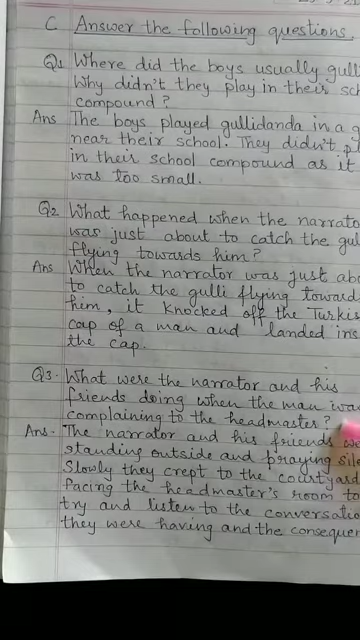 C Answer the following questions.
Q1 Where did the boys usually gulli
Why didn't they play in their sch
compound?
Ans The boys played gullidanda in a g
near their school. They didn't pl
in their school compound as it
was too small.
Q2 What happened when the narrato
was just about to catch the gul
flying towards him?
Ans When the narrator was just abo
to catch the gulli flying toward
him, it knocked off the Turkis
cap of a man and landed ins
the cap.
Q3. What were the narrator and his
friends doing when the man was
complaining to the headmaster?
Ans. The narrator and his friends we
standing outside and praying sile
Slowly they crept to the courtyard
facing the headmaster's room to
try and listen to the conversatio
they were having and the consequen